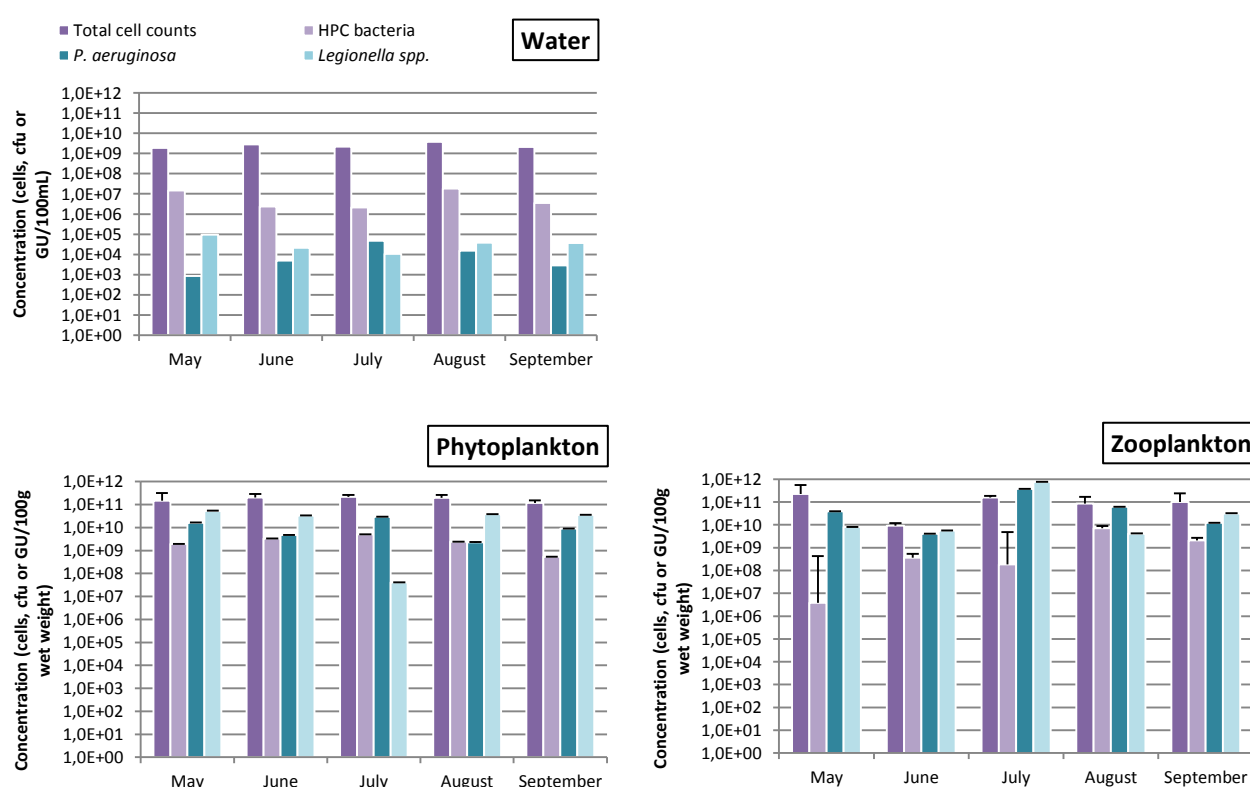 Total cell counts
HPC bacteria
P. aeruginosa
Legionella spp.
Water
Concentration (cells, cfu or
GU/100mL)
1,0E+12
1,0E+11
1,0E+10
1,0E+09
1,0E+08
1,0E+07
1,0E+06
1,0E+05
1,0E+04
1,0E+03
1,0E+02
1,0E+01
1,0E+00
May June July August September
Phytoplankton
Concentration (cells, cfu or GU/100g
wet weight)
1,0E+12
1,0E+11
1,0E+10
1,0E+09
1,0E+08
1,0E+07
1,0E+06
1,0E+05
1,0E+04
1,0E+03
1,0E+02
1,0E+01
1,0E+00
May June July August September
Zooplankton
Concentration (cells, cfu or GU/10g
wet weight)
1,0E+12
1,0E+11
1,0E+10
1,0E+09
1,0E+08
1,0E+07
1,0E+06
1,0E+05
1,0E+04
1,0E+03
1,0E+02
1,0E+01
1,0E+00
May June July August September